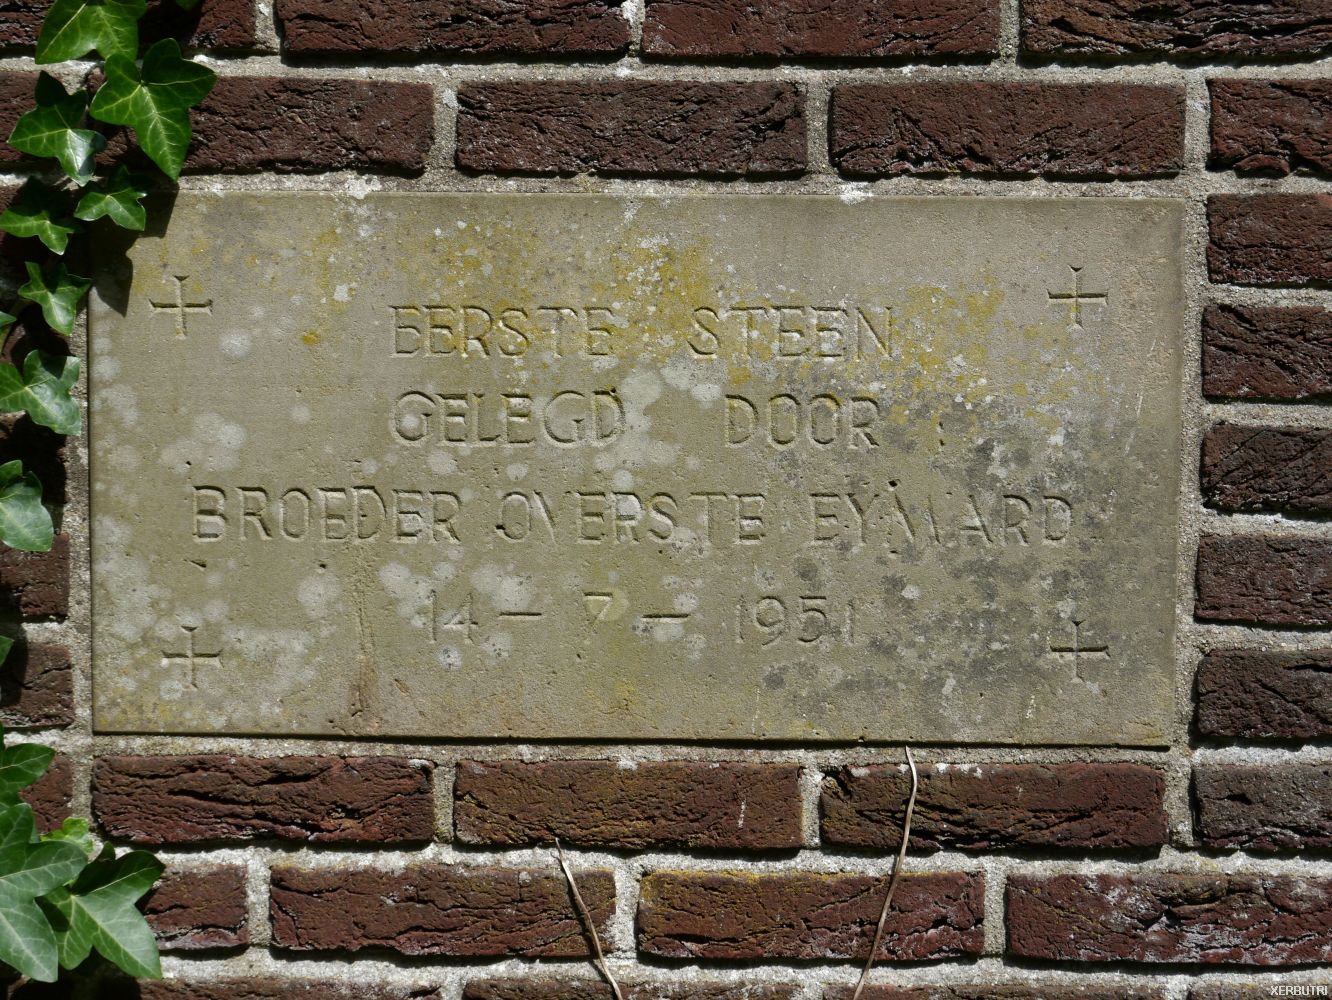 EERSTE STEEN
GELEGD DOOR
BROEDER OVERSTE EYMARD
14 - 7 - 1951
XERBUTRI